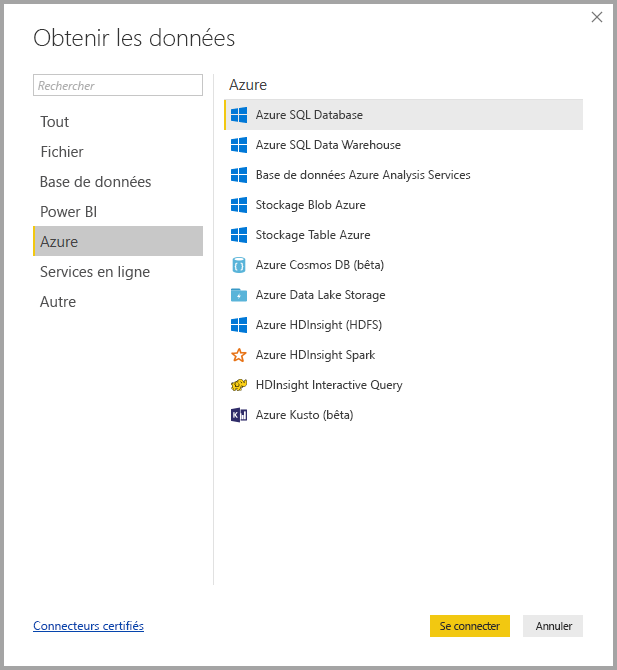 Obtenir les données
Rechercher
Tout
Fichier
Base de données
Power BI
Azure
Services en ligne
Autre
Azure
Azure SQL Database
Azure SQL Data Warehouse
Base de données Azure Analysis Services
Stockage Blob Azure
Stockage Table Azure
Azure Cosmos DB (bêta)
Azure Data Lake Storage
Azure HDInsight (HDFS)
Azure HDInsight Spark
HDInsight Interactive Query
Azure Kusto (bêta)
Connecteurs certifiés
Se connecter
Annuler